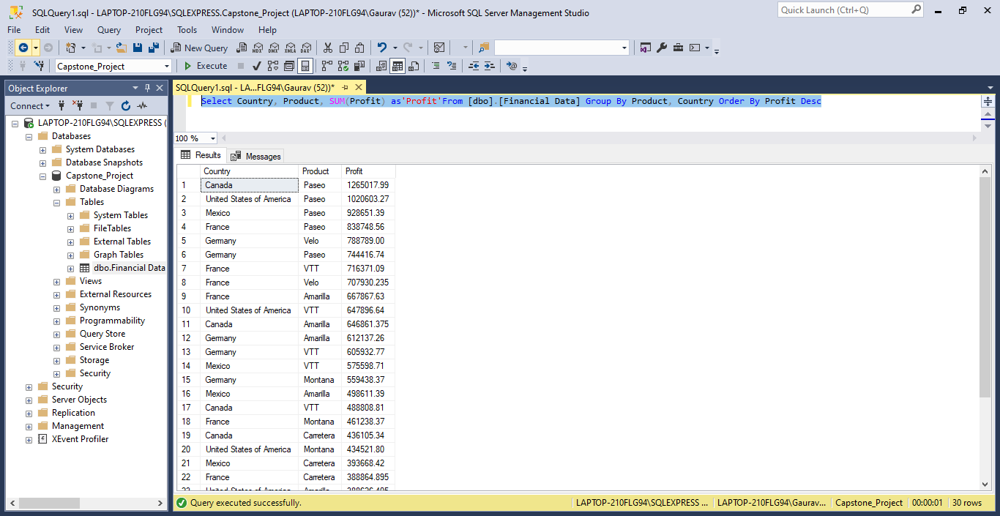 SQLQuery1.sql - LAPTOP-210FLG94\SQLEXPRESS.Capstone_Project (LAPTOP-210FLG94\Gaurav (52))* - Microsoft SQL Server Management Studio
Quick Launch (Ctrl+Q)
File Edit View Query Project Tools Window Help
New Query MDX DMX XMLA DAX
Capstone_Project Execute
Object Explorer
Connect
LAPTOP-210FLG94\SQLEXPRESS (
Databases
System Databases
Database Snapshots
Capstone_Project
Database Diagrams
Tables
System Tables
FileTables
External Tables
Graph Tables
dbo.Financial Data
Views
External Resources
Synonyms
Programmability
Query Store
Service Broker
Storage
Security
Security
Server Objects
Replication
Management
XEvent Profiler
SQLQuery1.sql - LA...FLG94\Gaurav (52))*
Select Country, Product, SUM(Profit) as'Profit'From [dbo].[Financial Data] Group By Product, Country Order By Profit Desc
100 %
Results Messages
Country Product Profit
1 Canada Paseo 1265017.99
2 United States of America Paseo 1020603.27
3 Mexico Paseo 928651.39
4 France Paseo 838748.56
5 Germany Velo 788789.00
6 Germany Paseo 744416.74
7 France VTT 716371.09
8 France Velo 707930.235
9 France Amarilla 667867.63
10 United States of America VTT 647896.64
11 Canada Amarilla 646861.375
12 Germany Amarilla 612137.26
13 Germany VTT 605932.77
14 Mexico VTT 575598.71
15 Germany Montana 559438.37
16 Mexico Amarilla 498611.39
17 Canada VTT 488808.81
18 France Montana 461238.37
19 Canada Carretera 436105.34
20 United States of America Montana 434521.80
21 Mexico Carretera 393668.42
22 France Carretera 388864.895
Query executed successfully. LAPTOP-210FLG94\SQLEXPRESS ... LAPTOP-210FLG94\Gaurav... Capstone_Project 00:00:01 30 rows